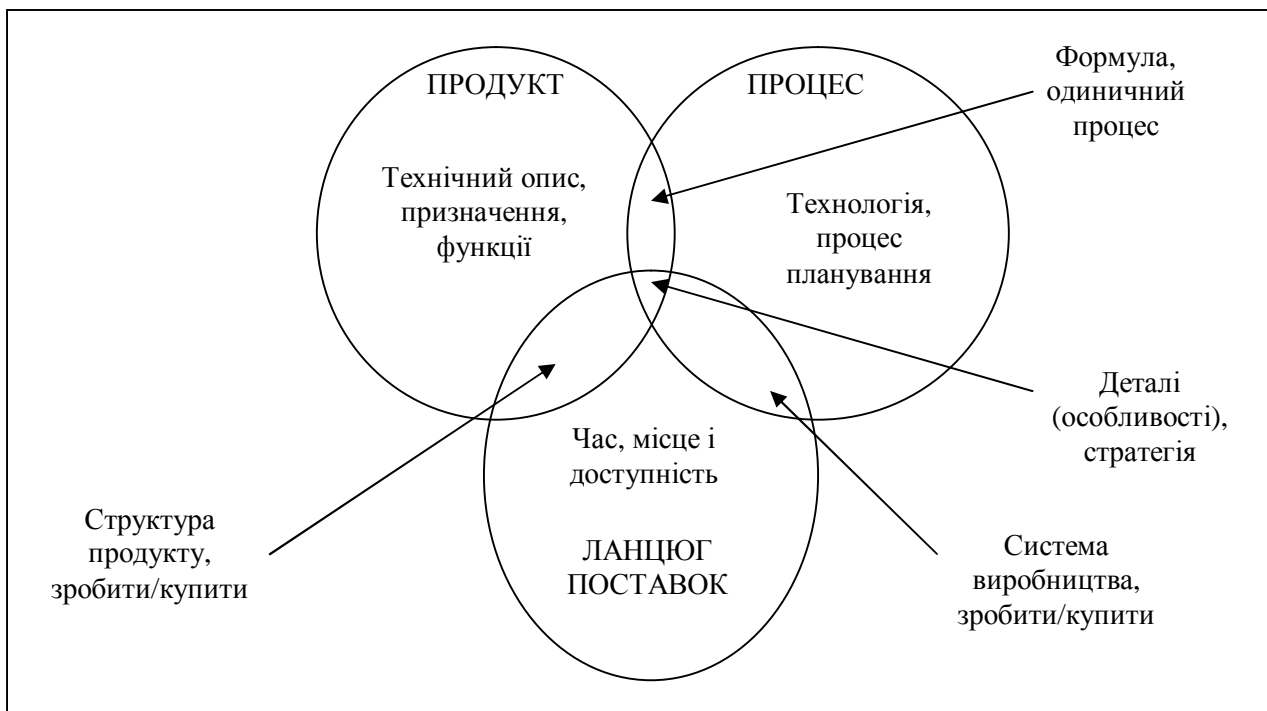 ПРОДУКТ
ПРОЦЕС
Формула,
одиничний
процес
Технічний опис,
призначення,
функції
Технологія,
процес
планування
Деталі
(особливості),
стратегія
Час, місце і
доступність
Структура
продукту,
зробити/купити
ЛАНЦЮГ
ПОСТАВОК
Система
виробництва,
зробити/купити